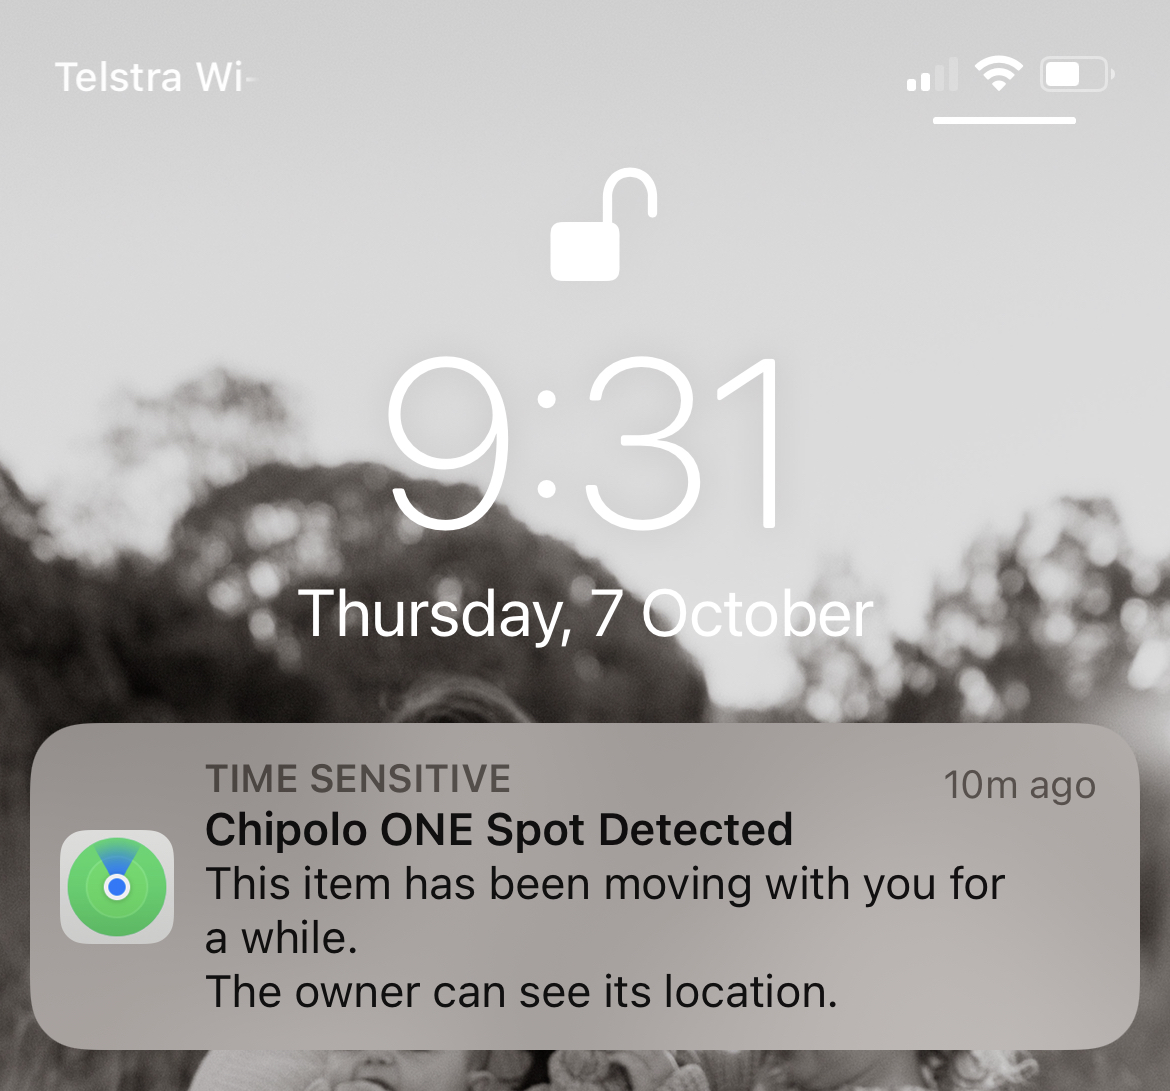 Telstra Wi-
9:31
Thursday, 7 October
TIME SENSITIVE
10m ago
Chipolo ONE Spot Detected
This item has been moving with you for
a while.
The owner can see its location.